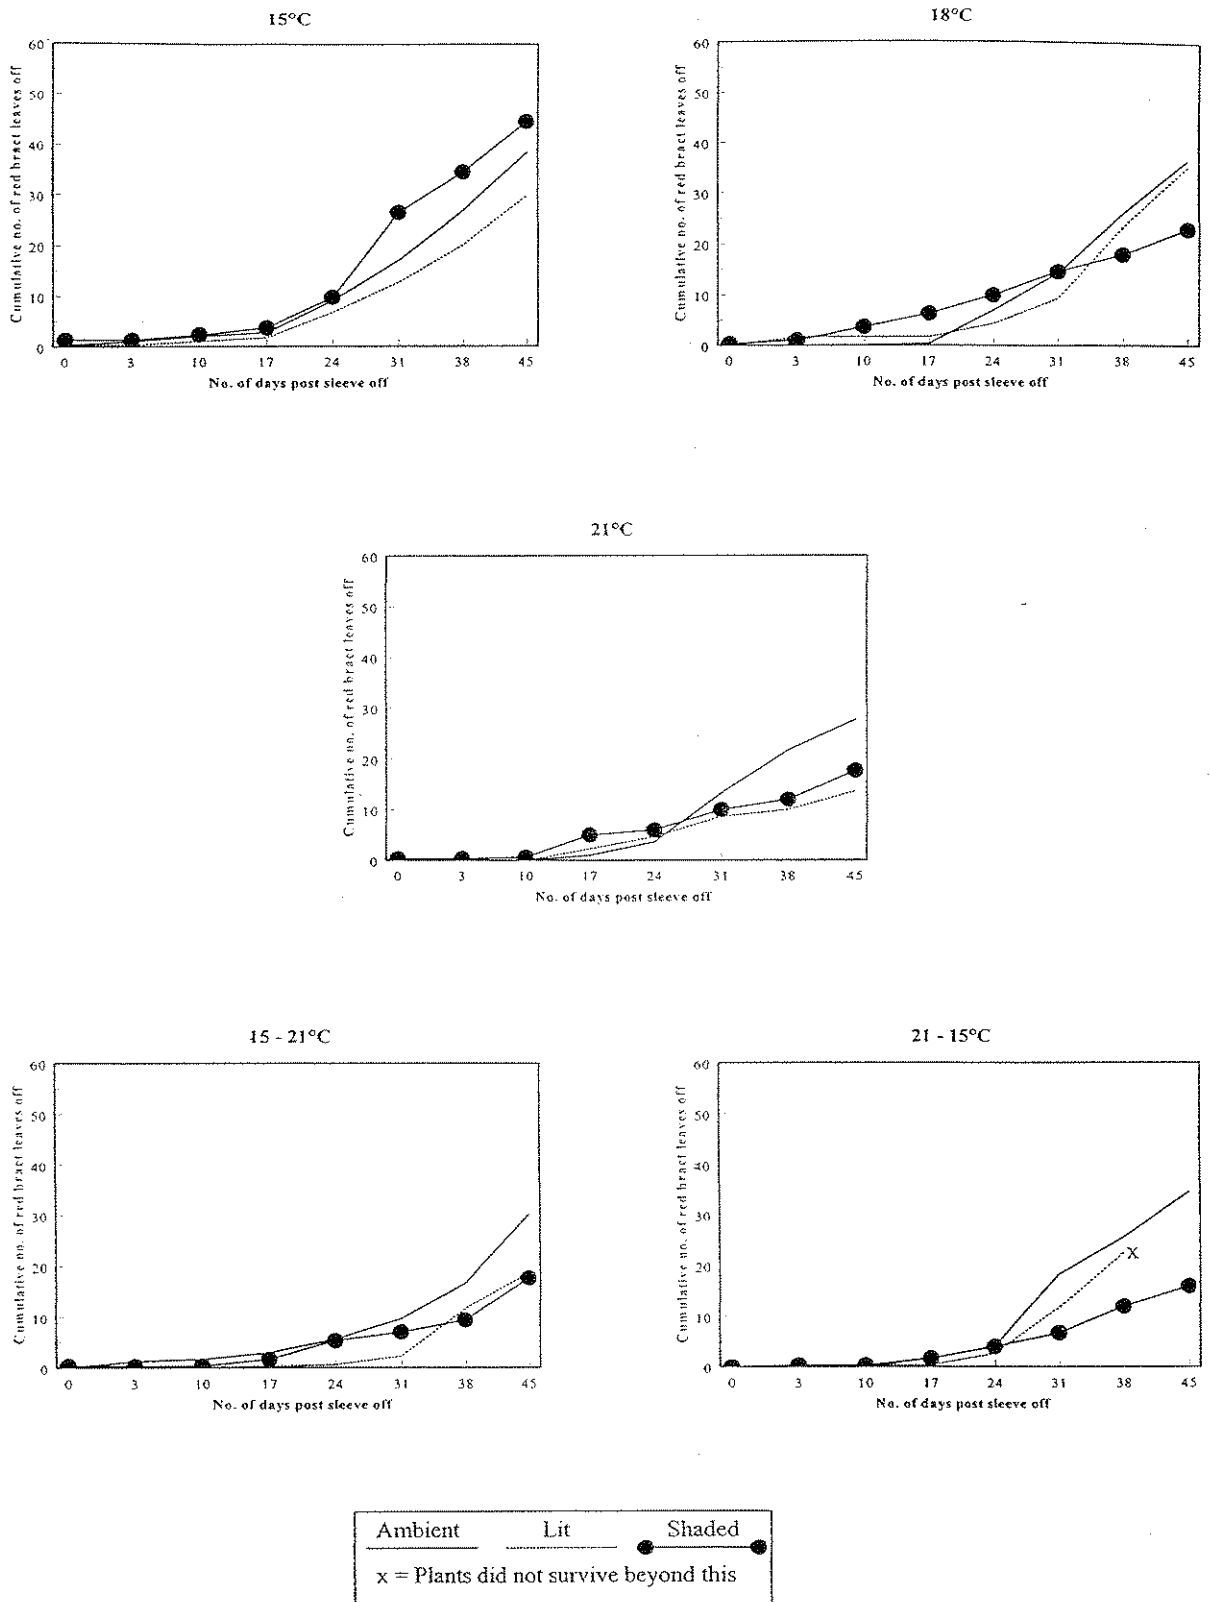 15°C
60
50
40
30
20
10
0
Cumulative no. of red bract leaves off
0 3 10 17 24 31 38 45
No. of days post sleeve off
18°C
60
50
40
30
20
10
0
Cumulative no. of red bract leaves off
0 3 10 17 24 31 38 45
No. of days post sleeve off
21°C
60
50
40
30
20
10
0
Cumulative no. of red bract leaves off
0 3 10 17 24 31 38 45
No. of days post sleeve off
15 - 21°C
60
50
40
30
20
10
0
Cumulative no. of red bract leaves off
0 3 10 17 24 31 38 45
No. of days post sleeve off
21 - 15°C
60
50
40
30
20
10
0
Cumulative no. of red bract leaves off
x
0 3 10 17 24 31 38 45
No. of days post sleeve off
Ambient Lit Shaded
x = Plants did not survive beyond this